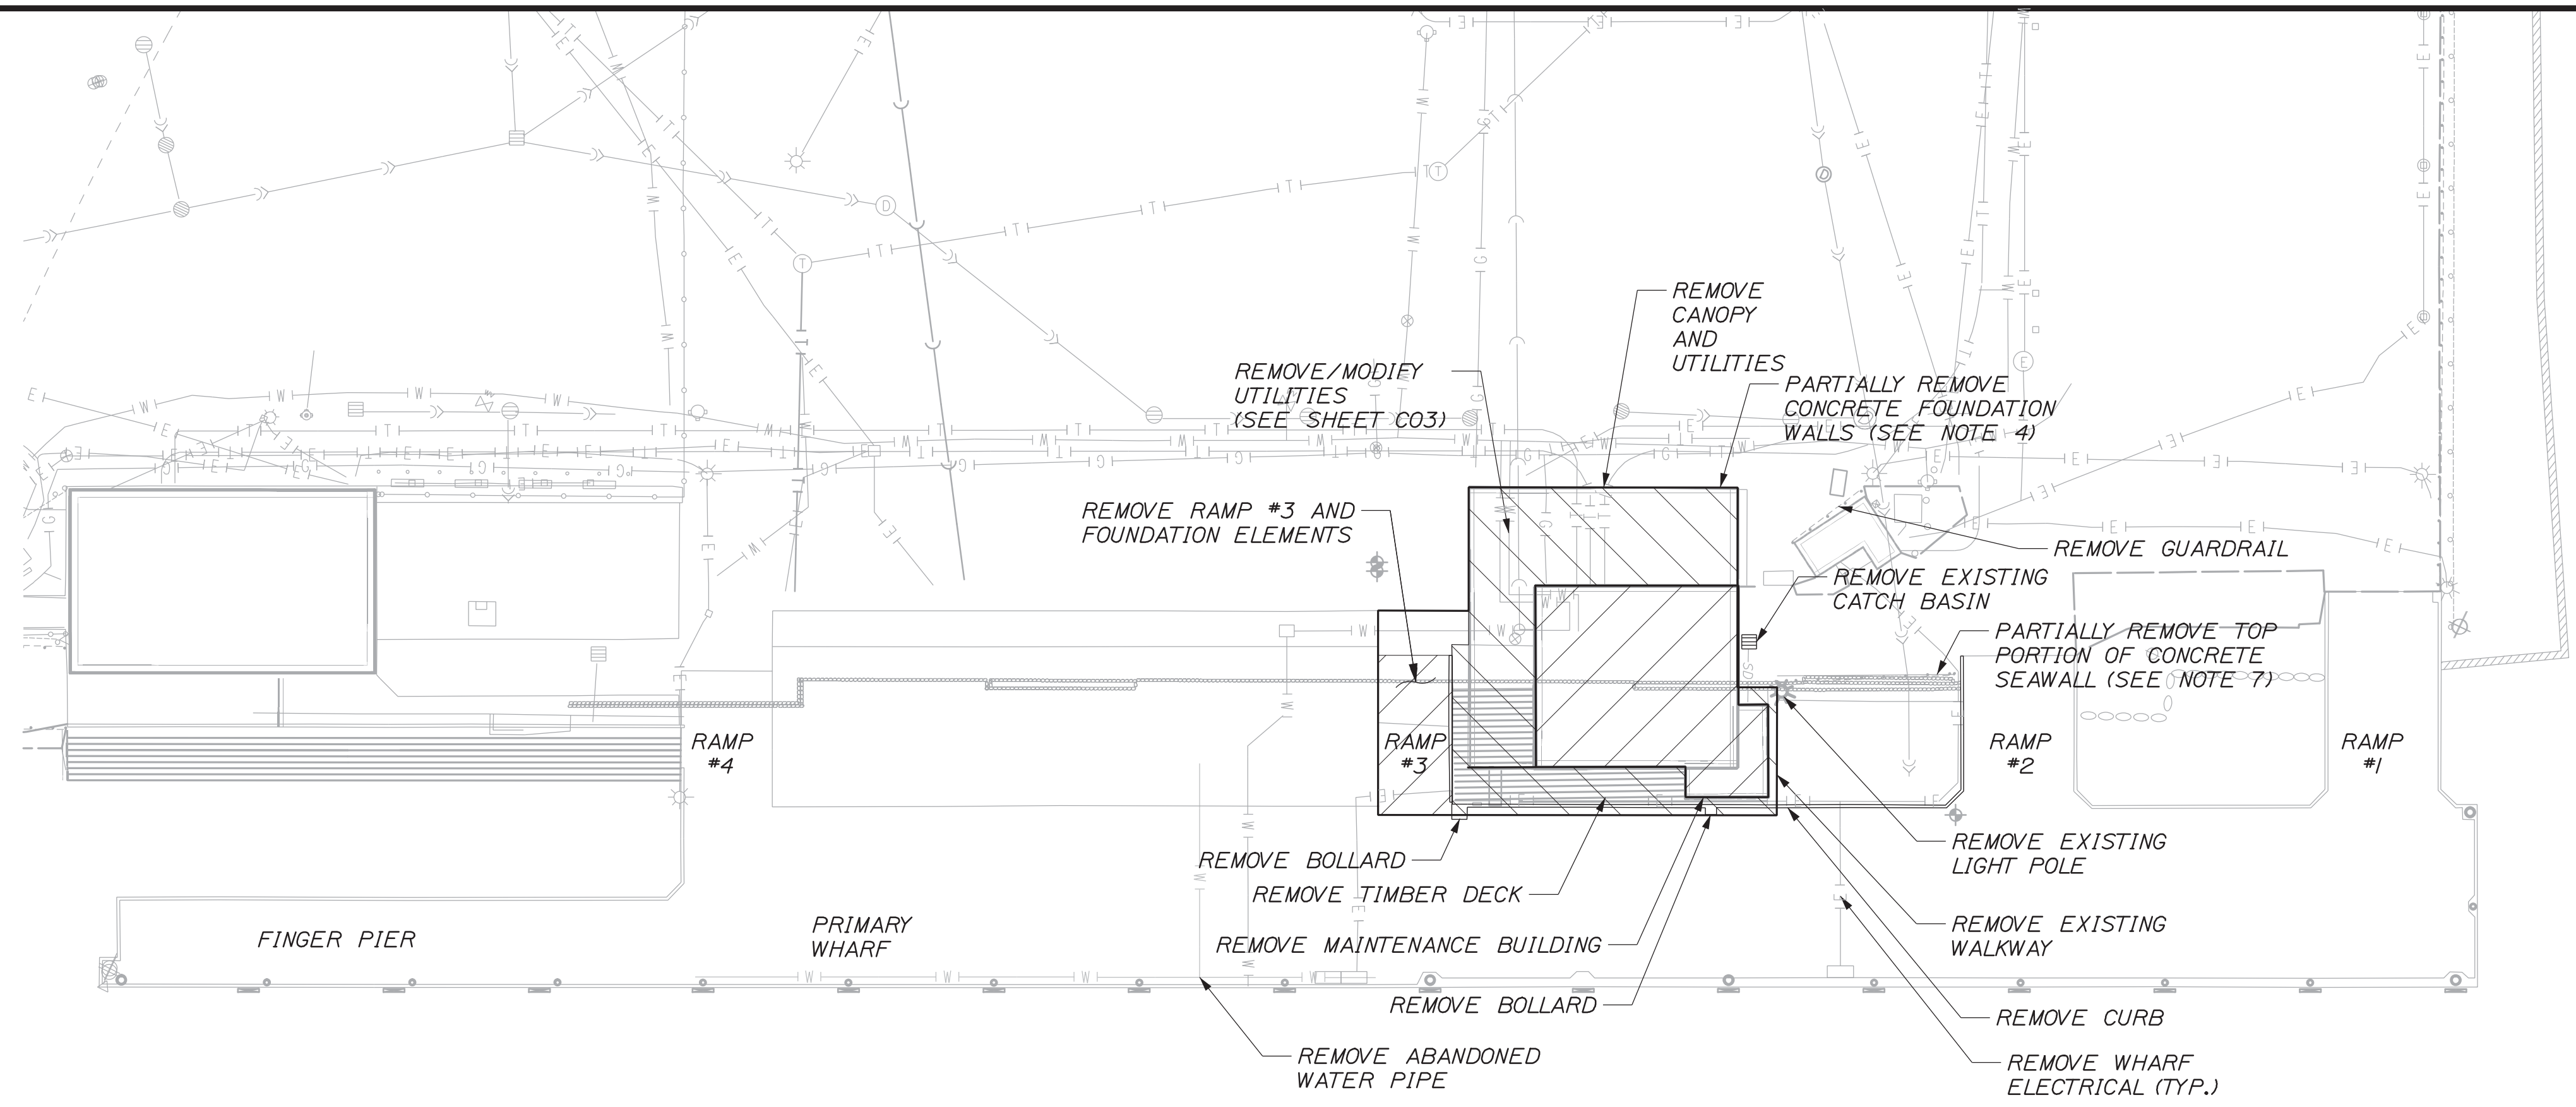 REMOVE
CANOPY
AND
UTILITIES
REMOVE/MODIFY
UTILITIES
(SEE SHEET C03)
PARTIALLY REMOVE
CONCRETE FOUNDATION
WALLS (SEE NOTE 4)
REMOVE RAMP #3 AND
FOUNDATION ELEMENTS
REMOVE GUARDRAIL
REMOVE EXISTING
CATCH BASIN
PARTIALLY REMOVE TOP
PORTION OF CONCRETE
SEAWALL (SEE NOTE 7)
RAMP
#4
RAMP
#3
RAMP
#2
RAMP
#1
REMOVE BOLLARD
REMOVE TIMBER DECK
REMOVE MAINTENANCE BUILDING
REMOVE BOLLARD
REMOVE EXISTING
LIGHT POLE
REMOVE EXISTING
WALKWAY
FINGER PIER
PRIMARY
WHARF
REMOVE CURB
REMOVE ABANDONED
WATER PIPE
REMOVE WHARF
ELECTRICAL (TYP.)